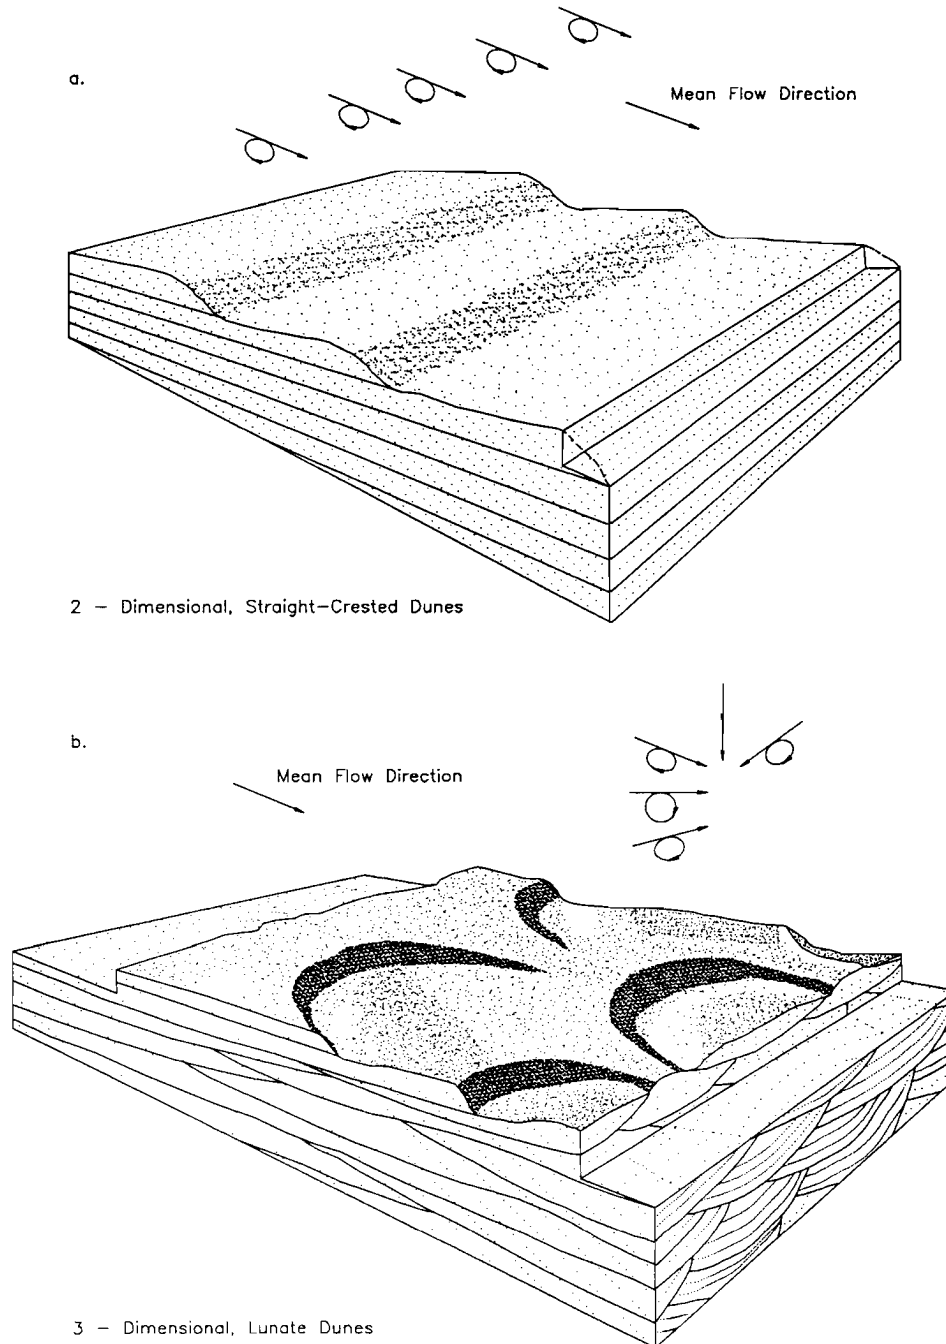 a.
Mean Flow Direction
2 – Dimensional, Straight–Crested Dunes
b.
Mean Flow Direction
3 – Dimensional, Lunate Dunes